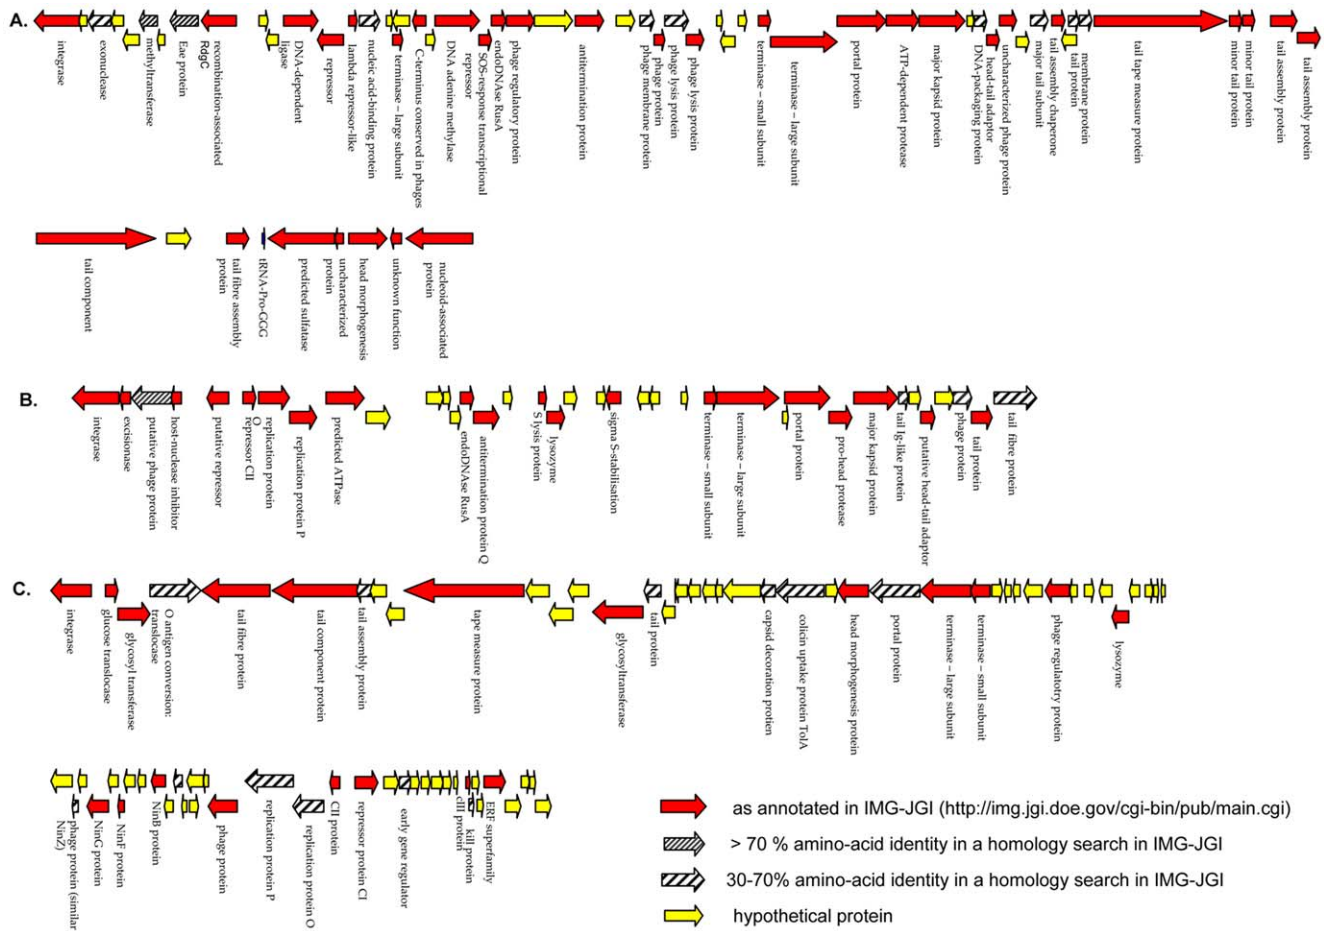 A.
integrase
exonuclease
methyltransferase
Eae protein
RdgC
recombination-associated
ligase
DNA-dependent
repressor
lambda repressor-like
nucleic acid-binding protein
terminase – large subunit
C-terminus conserved in phages
DNA adenine methylase
repressor
SOS-response transcriptional
endoDNAse RusA
phage regulatory protein
antitermination protein
phage membrane protein
phage protein
phage lysis protein
phage lysis protein
terminase – small subunit
terminase – large subunit
portal protein
ATP-dependent protease
major kapsid protein
DNA-packaging protein
head-tail adaptor
uncharacterized phage protein
major tail subunit
tail assembly chaperone
tail protein
membrane protein
tail tape measure protein
minor tail protein
minor tail protein
tail assembly protein
tail assembly protein
tail component
protein
tail fibre assembly
tRNA-Pro-GGG
predicted sulfatase
protein
uncharacterized
head morphogenesis
unknown function
protein
nucleoid-associated
B.
integrase
excisionase
putative phage protein
host-nuclease inhibitor
putative repressor
repressor CII
O
replication protein
replication protein P
predicted ATPase
endoDNAse RusA
antitermination protein Q
S lysis protein
lysozyme
sigma S-stabilisation
terminase – small subunit
terminase – large subunit
portal protein
pro-head protease
major kapsid protein
tail Ig-like protein
putative head-tail adaptor
phage protein
tail protein
tail fibre protein
C.
integrase
glucose translocase
glycosyl transferase
translocase
O antigen conversion:
tail fibre protein
tail component protein
tail assembly protein
tape measure protein
glycosyltransferase
tail protein
capsid decoration protien
colicin uptake protein TolA
head morphogenesis protein
portal protein
terminase – large subunit
terminase – small subunit
phage regulatotry protein
lysozyme
NinZ)
phage protein (similar
NinG protein
NinF protein
NinB protein
phage protein
replication protein P
replication protein O
CII protein
repressor protein CI
early gene regulator
cIII protein
kill protein
ERF superfamily
as annotated in IMG-JGI (http://img.jgi.doe.gov/cgi-bin/pub/main.cgi)
> 70 % amino-acid identity in a homology search in IMG-JGI
30-70% amino-acid identity in a homology search in IMG-JGI
hypothetical protein